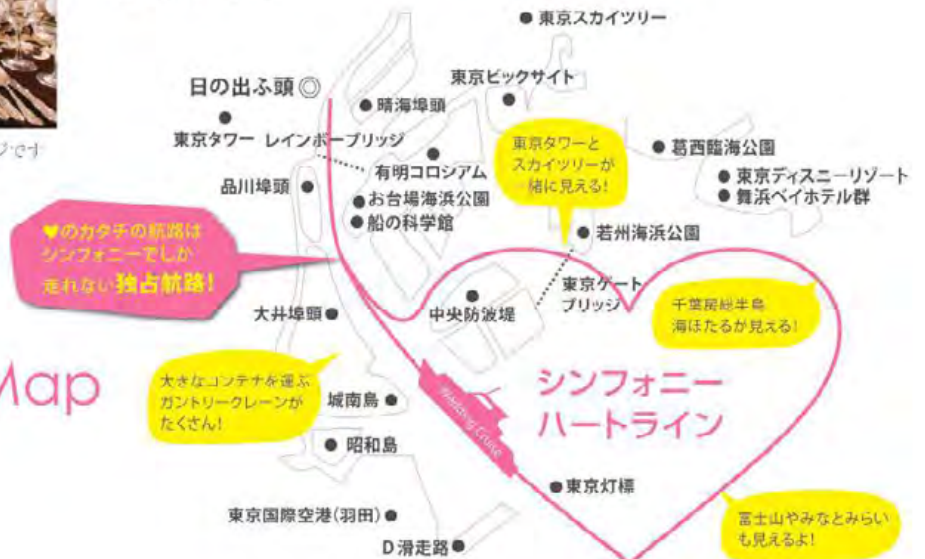 東京スカイツリー
東京ビックサイト
日の出ふ頭
晴海埠頭
東京タワー
レインボーブリッジ
東京タワーと
スカイツリーが
一緒に見える!
葛西臨海公園
有明コロシアム
東京ディズニーリゾート
舞浜ベイホテル群
品川埠頭
お台場海浜公園
船の科学館
♥のカタチの航路は
シンフォニーでしか
走れない独占航路!
若洲海浜公園
東京ゲート
ブリッジ
千葉房総半島
海ほたるが見える!
中央防波堤
大井埠頭
Map
大きなコンテナを運ぶ
ガントリークレーンが
たくさん!
シンフォニー
ハートライン
城南島
Wedding Cruise
昭和島
東京灯標
東京国際空港(羽田)
富士山やみなとみらい
も見えるよ!
D滑走路